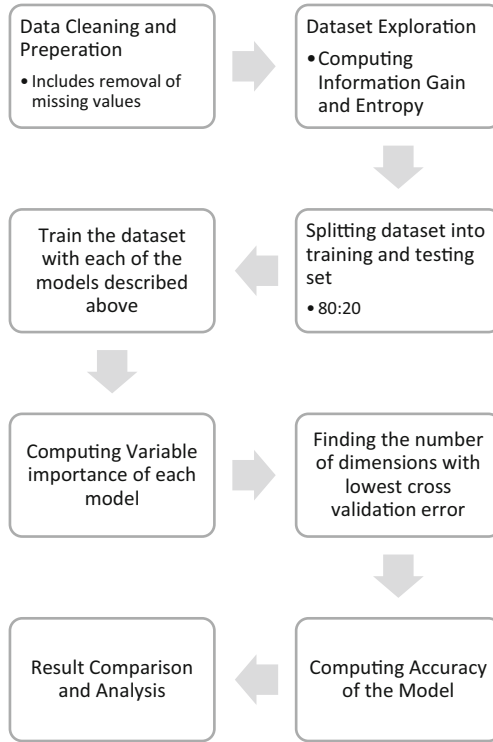 Data Cleaning and
Preperation
• Includes removal of
missing values
Dataset Exploration
• Computing
Information Gain
and Entropy
Splitting dataset into
training and testing
set
• 80:20
Train the dataset
with each of the
models described
above
Computing Variable
importance of each
model
Finding the number
of dimensions with
lowest cross
validation error
Computing Accuracy
of the Model
Result Comparison
and Analysis